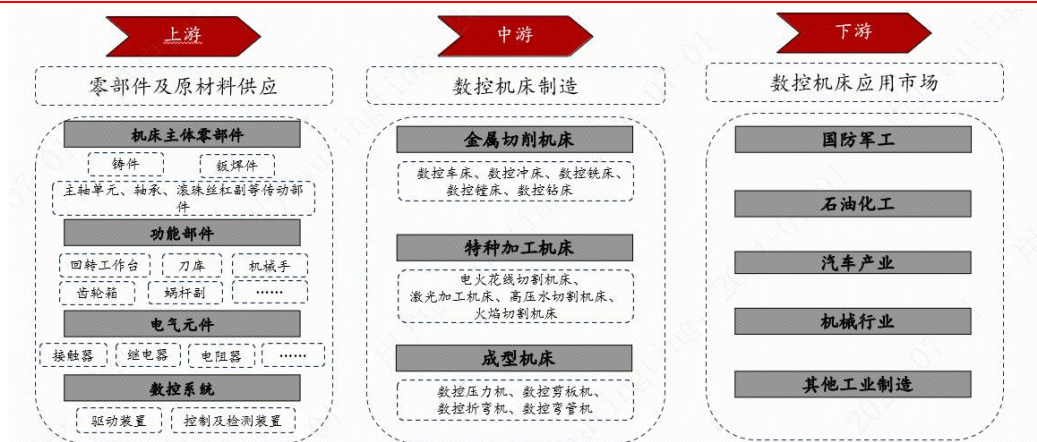 上游
零部件及原材料供应
机床主体零部件
铸件
钣焊件
主轴单元、轴承、滚珠丝杠副等传动部
件
功能部件
回转工作台
刀库
机械手
齿轮箱
蜗杆副
……
电气元件
接触器
继电器
电阻器
……
数控系统
驱动装置
控制及检测装置
中游
数控机床制造
金属切削机床
数控车床、数控冲床、数控铣床、
数控镗床、数控钻床
特种加工机床
电火花线切割机床、
激光加工机床、高压水切割机床、
火焰切割机床
成型机床
数控压力机、数控剪板机、
数控折弯机、数控弯管机
下游
数控机床应用市场
国防军工
石油化工
汽车产业
机械行业
其他工业制造